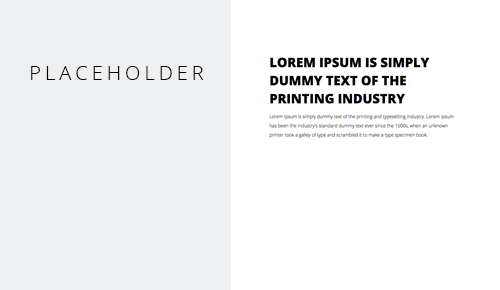 PLACEHOLDER
LOREM IPSUM IS SIMPLY
DUMMY TEXT OF THE
PRINTING INDUSTRY
Lorem Ipsum is simply dummy text of the printing and typesetting industry. Lorem Ipsum
has been the industry's standard dummy text ever since the 1500s, when an unknown
printer took a galley of type and scrambled it to make a type specimen book.